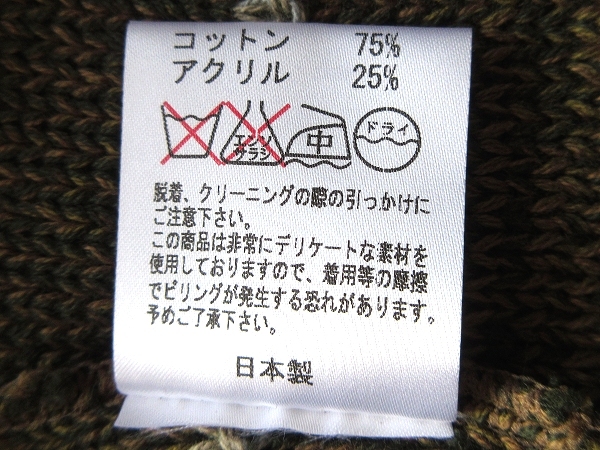 コットン 75%
アクリル 25%
エンソ
サラシ
中
ドライ
脱着、クリーニングの際の引っかけに
ご注意下さい。
この商品は非常にデリケートな素材を
使用しておりますので、着用等の摩擦
でピリングが発生する恐れがあります。
予めご了承下さい。
日本製